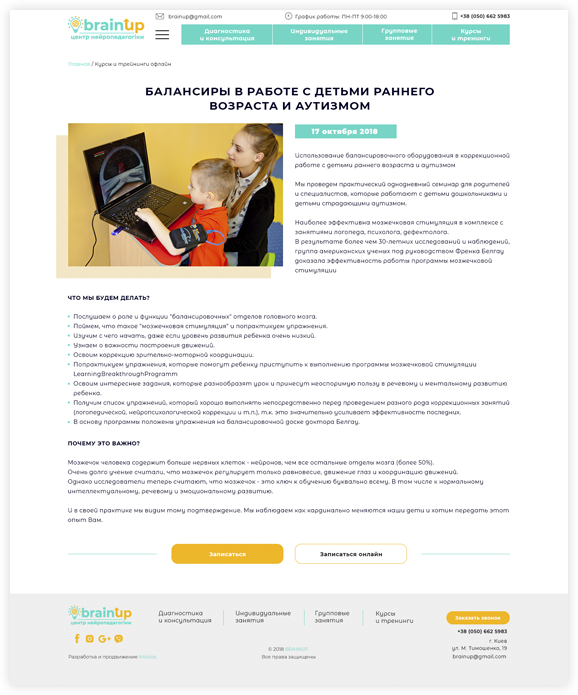 brainUp
центр нейропедагогіки
brainup@gmail.com
График работы: ПН-ПТ 9:00-18:00
+38 (050) 662 5983
Диагностика
и консультация
Индивидуальные
занятия
Групповые
занятия
Курсы
и тренинги
Главная / Курсы и трейнинги офлайн
БАЛАНСИРЫ В РАБОТЕ С ДЕТЬМИ РАННЕГО
ВОЗРАСТА И АУТИЗМОМ
17 октября 2018
Использование балансировочного оборудования в коррекционной
работе с детьми раннего возраста и аутизмом
Мы проведем практический однодневный семинар для родителей
и специалистов, которые работают с детьми дошкольниками и
детьми страдающими аутизмом.
Наиболее эффективна мозжечковая стимуляция в комплексе с
занятиями логопеда, психолога, дефектолога.
В результате более чем 30-летних исследований и наблюдений,
группа американских ученых под руководством Френка Белгау
доказала эффективность работы программы мозжечковой
стимуляции
ЧТО МЫ БУДЕМ ДЕЛАТЬ?
Послушаем о роли и функции "балансировочных" отделов головного мозга.
Поймем, что такое "мозжечковая стимуляция" и попрактикуем упражнения.
Изучим с чего начать, даже если уровень развития ребенка очень низкий.
Узнаем о важности построения движений.
Освоим коррекцию зрительно-моторной координации.
Попрактикуем упражнения, которые помогут ребенку приступить к выполнению программы мозжечковой стимуляции
LearningBreakthroughProgramm
Освоим интересные задания, которые разнообразят урок и принесут неоспоримую пользу в речевому и ментальному развитию
ребенка.
Получим список упражнений, который хорошо выполнять непосредственно перед проведением разного рода коррекционных занятий
(логопедической, нейропсихологической коррекции и т.п.), т.к. это значительно усиливает эффективность последних.
В основу программы положены упражнения на балансировочной доске доктора Белгау.
ПОЧЕМУ ЭТО ВАЖНО?
Мозжечок человека содержит больше нервных клеток - нейронов, чем все остальные отделы мозга (более 50%).
Очень долго ученые считали, что мозжечок регулирует только равновесие, движение глаз и координацию движений.
Однако исследователи теперь считают, что мозжечок - это ключ к обучению буквально всему. В том числе к нормальному
интеллектуальному, речевому и эмоциональному развитию.
И в своей практике мы видим тому подтверждение. Мы наблюдаем как кардинально меняются наши дети и хотим передать этот
опыт Вам.
Записаться
Записаться онлайн
brainUp
центр нейропедагогіки
Диагностика
и консультация
Индивидуальные
занятия
Групповые
занятия
Курсы
и тренинги
Заказать звонок
+38 (050) 662 5983
г. Киев
ул. М. Тимошенко, 19
brainup@gmail.com
Разработка и продвижение
© 2018 BRAINUP.
Все права защищены